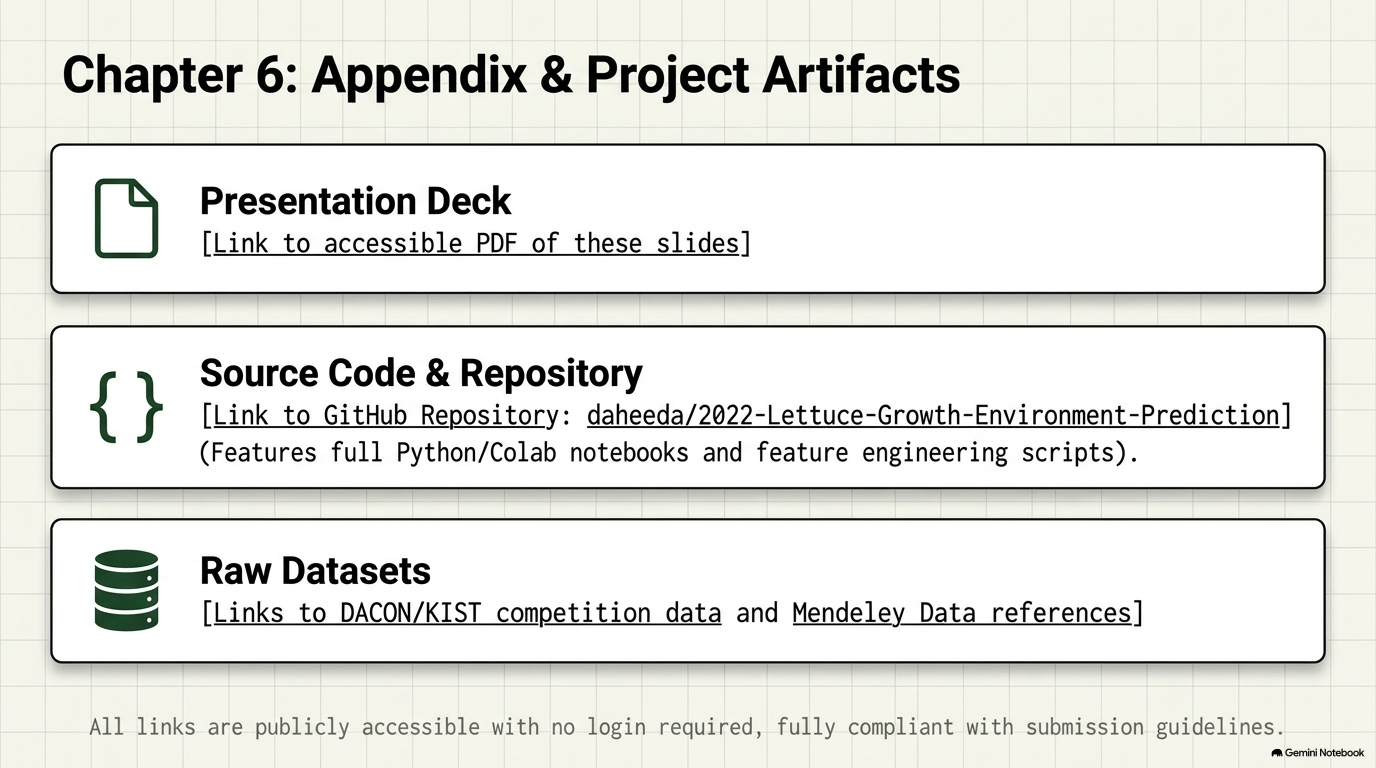 Chapter 6: Appendix & Project Artifacts
Presentation Deck
[Link to accessible PDF of these slides]
{ }
Source Code & Repository
[Link to GitHub Repository: daheeda/2022-Lettuce-Growth-Environment-Prediction]
(Features full Python/Colab notebooks and feature engineering scripts).
Raw Datasets
[Links to DACON/KIST competition data and Mendeley Data references]
All links are publicly accessible with no login required, fully compliant with submission guidelines.
Gemini Notebook